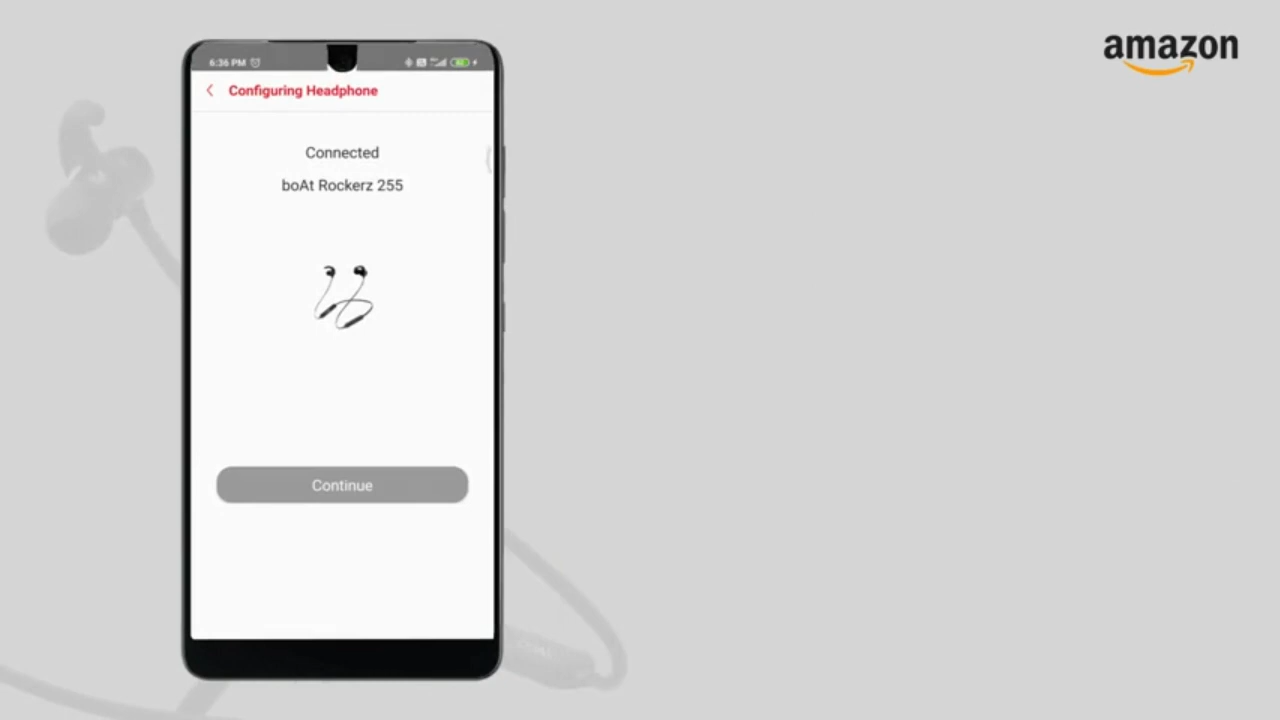 amazon
6:36 PM
Configuring Headphone
Connected
boAt Rockerz 255
Continue